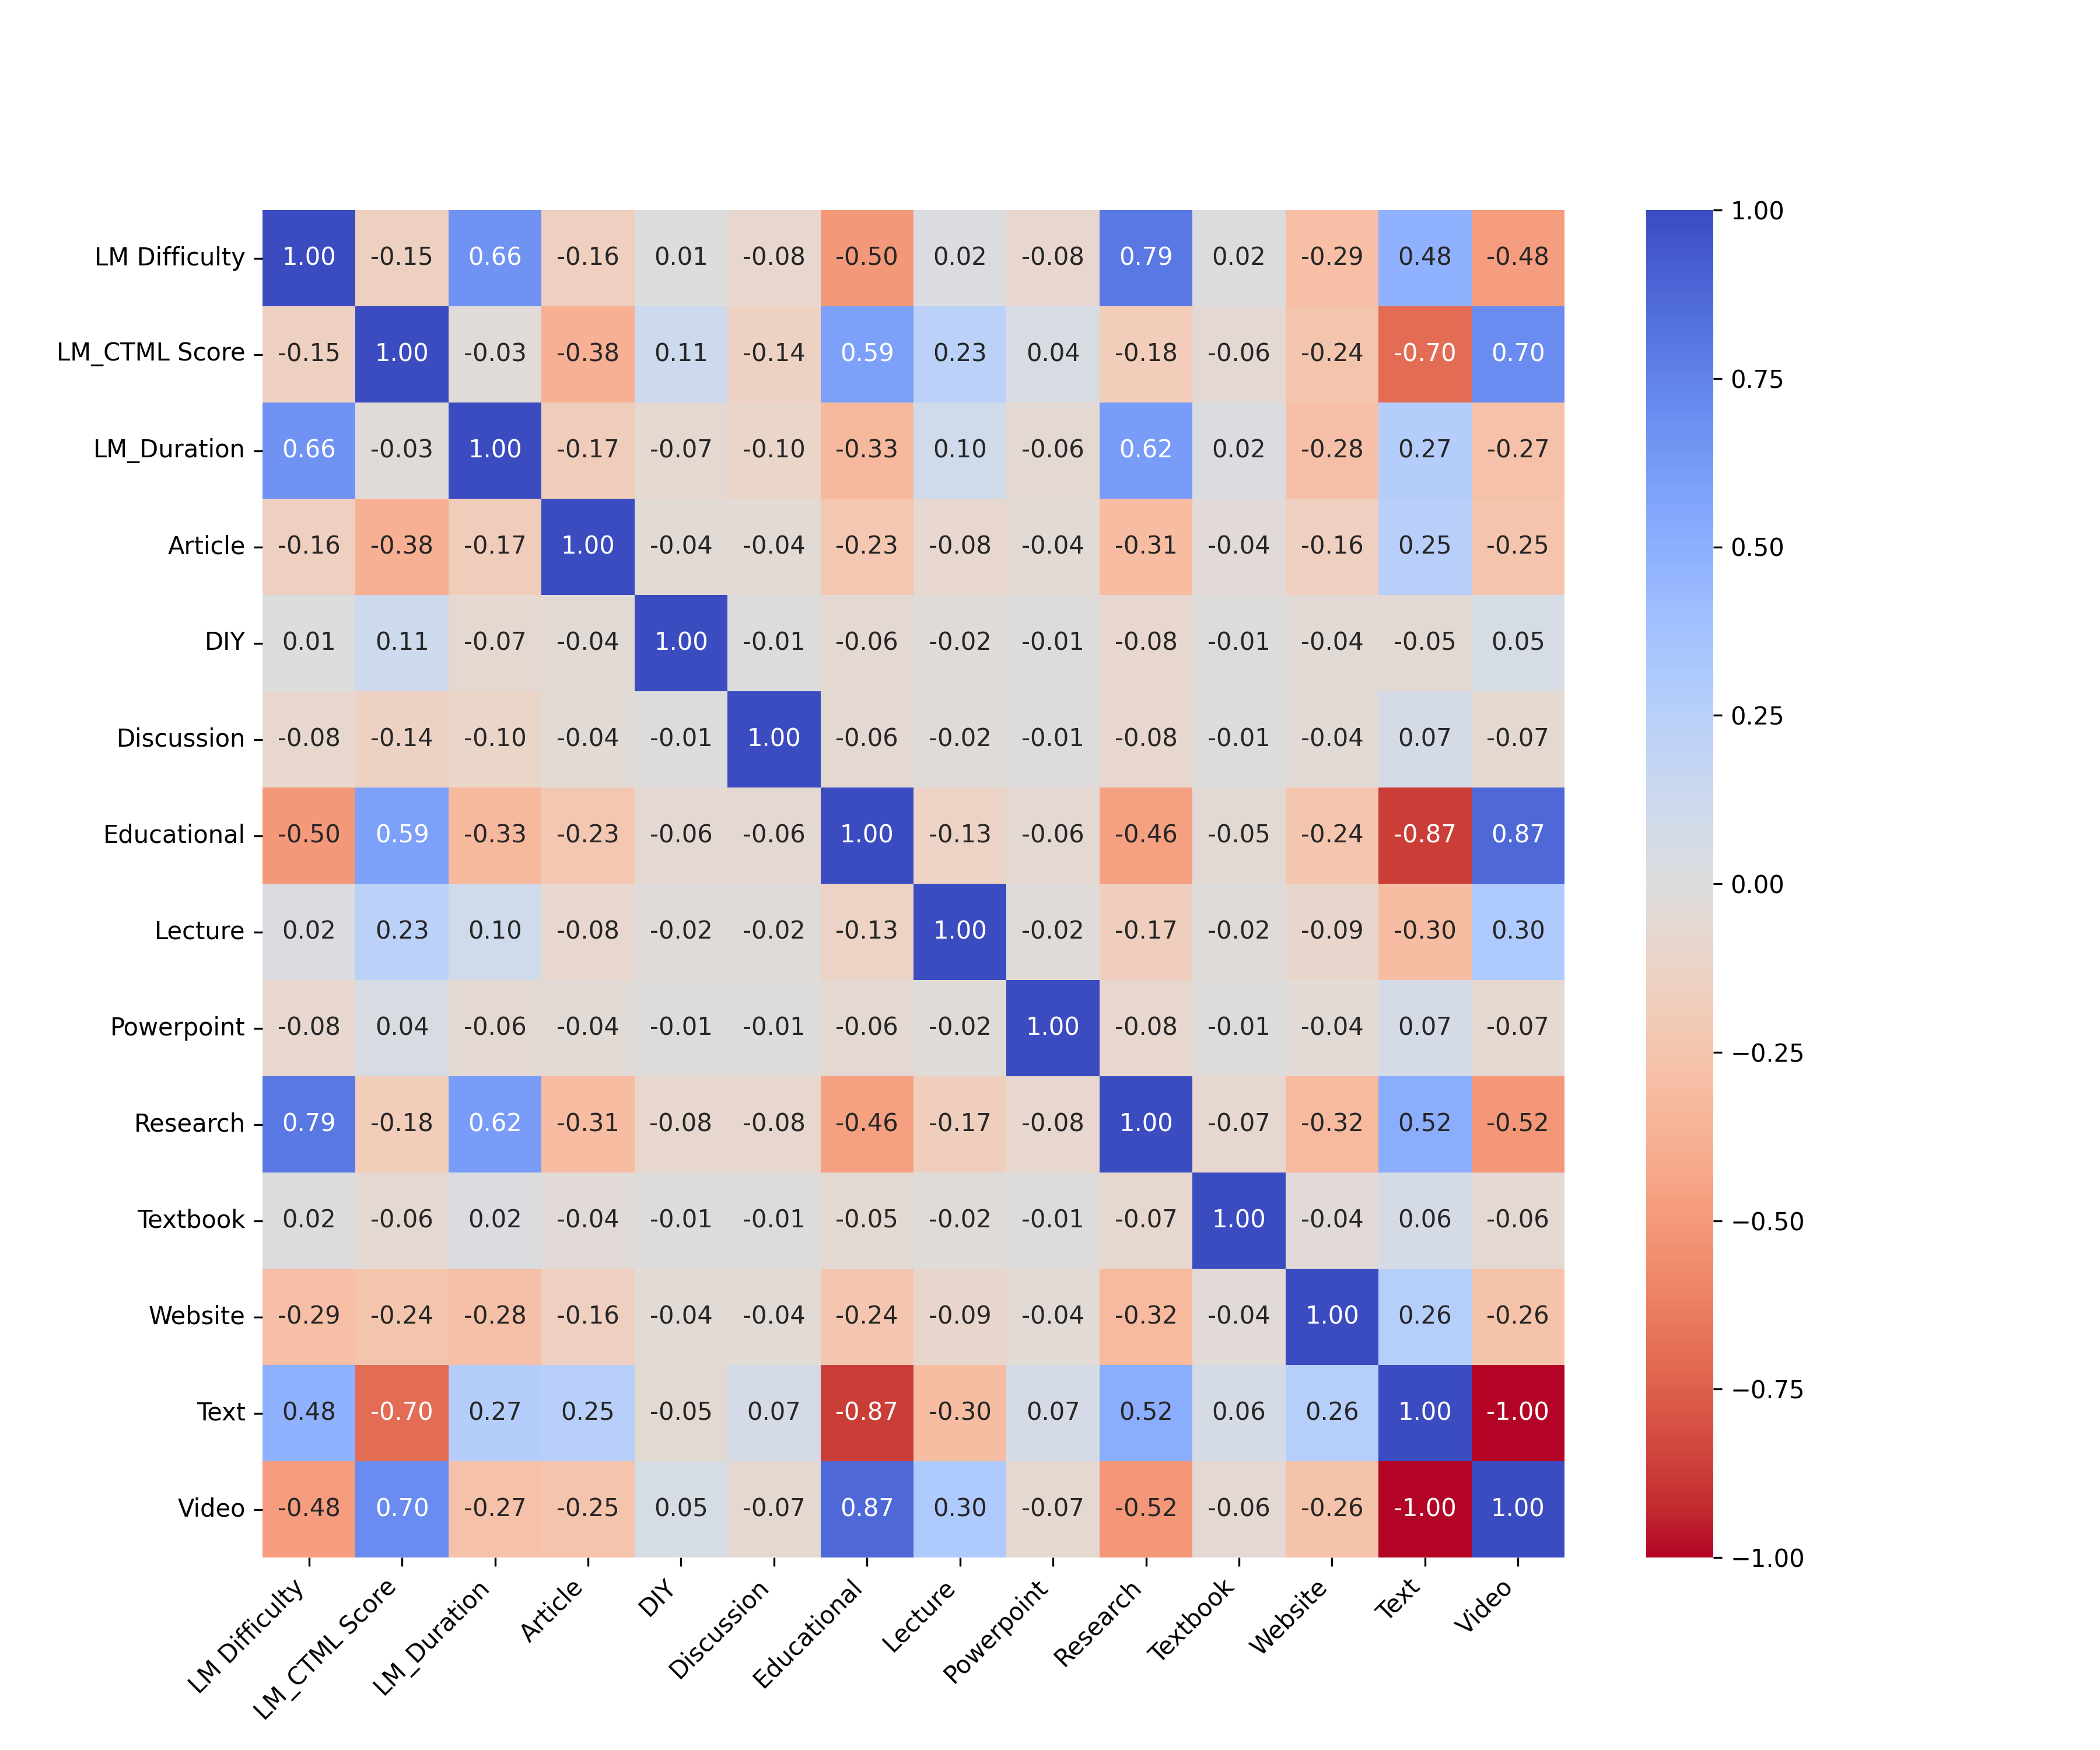 LM Difficulty 1.00 -0.15 0.66 -0.16 0.01 -0.08 -0.50 0.02 -0.08 0.79 0.02 -0.29 0.48 -0.48
LM_CTML Score -0.15 1.00 -0.03 -0.38 0.11 -0.14 0.59 0.23 0.04 -0.18 -0.06 -0.24 -0.70 0.70
LM_Duration 0.66 -0.03 1.00 -0.17 -0.07 -0.10 -0.33 0.10 -0.06 0.62 0.02 -0.28 0.27 -0.27
Article -0.16 -0.38 -0.17 1.00 -0.04 -0.04 -0.23 -0.08 -0.04 -0.31 -0.04 -0.16 0.25 -0.25
DIY 0.01 0.11 -0.07 -0.04 1.00 -0.01 -0.06 -0.02 -0.01 -0.08 -0.01 -0.04 -0.05 0.05
Discussion -0.08 -0.14 -0.10 -0.04 -0.01 1.00 -0.06 -0.02 -0.01 -0.08 -0.01 -0.04 0.07 -0.07
Educational -0.50 0.59 -0.33 -0.23 -0.06 -0.06 1.00 -0.13 -0.06 -0.46 -0.05 -0.24 -0.87 0.87
Lecture 0.02 0.23 0.10 -0.08 -0.02 -0.02 -0.13 1.00 -0.02 -0.17 -0.02 -0.09 -0.30 0.30
Powerpoint -0.08 0.04 -0.06 -0.04 -0.01 -0.01 -0.06 -0.02 1.00 -0.08 -0.01 -0.04 0.07 -0.07
Research 0.79 -0.18 0.62 -0.31 -0.08 -0.08 -0.46 -0.17 -0.08 1.00 -0.07 -0.32 0.52 -0.52
Textbook 0.02 -0.06 0.02 -0.04 -0.01 -0.01 -0.05 -0.02 -0.01 -0.07 1.00 -0.04 0.06 -0.06
Website -0.29 -0.24 -0.28 -0.16 -0.04 -0.04 -0.24 -0.09 -0.04 -0.32 -0.04 1.00 0.26 -0.26
Text 0.48 -0.70 0.27 0.25 -0.05 0.07 -0.87 -0.30 0.07 0.52 0.06 0.26 1.00 -1.00
Video -0.48 0.70 -0.27 -0.25 0.05 -0.07 0.87 0.30 -0.07 -0.52 -0.06 -0.26 -1.00 1.00
LM Difficulty LM_CTML Score LM_Duration Article DIY Discussion Educational Lecture Powerpoint Research Textbook Website Text Video
1.00
0.75
0.50
0.25
0.00
−0.25
−0.50
−0.75
−1.00